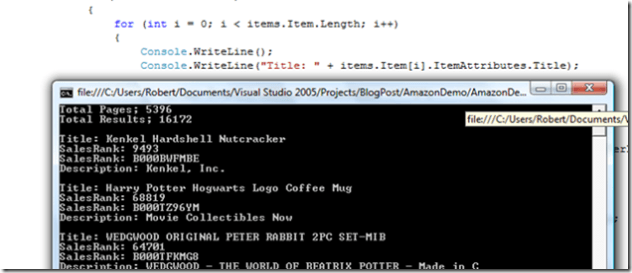 {
for (int i = 0; i < items.Item.Length; i++)
{
Console.WriteLine();
Console.WriteLine("Title: " + items.Item[i].ItemAttributes.Title);
file:///C:/Users/Robert/Documents/Visual Studio 2005/Projects/BlogPost/AmazonDemo/AmazonDe...
Total Pages; 5396
Total Results; 16172
file:///C:/Users/Robert/Documents/V
Title: Kenkel Hardshell Nutcracker
SalesRank: 9493
SalesRank: B000BWFMBE
Description: Kenkel, Inc.
Title: Harry Potter Hogwarts Logo Coffee Mug
SalesRank: 68819
SalesRank: B000TZ96YM
Description: Movie Collectibles Now
Title: WEDGWOOD ORIGINAL PETER RABBIT 2PC SET-MIB
SalesRank: 64701
SalesRank: B000TFKMG8
Description: WEDGWOOD - THE WORLD OF BEATRIX POTTER - Made in C